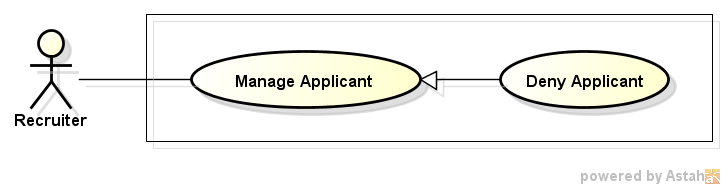 Manage Applicant
Deny Applicant
Recruiter
powered by Astah